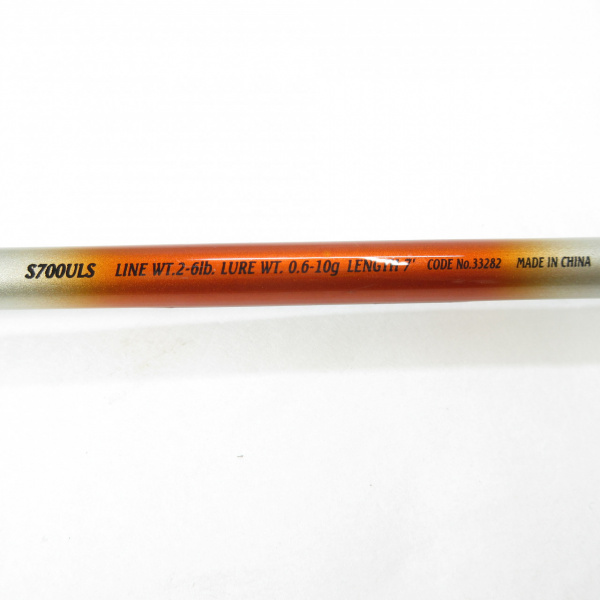 S700ULS LINE WT.2-6lb. LURE WT. 0.6-10g LENGTH 7' CODE No.33282 MADE IN CHINA